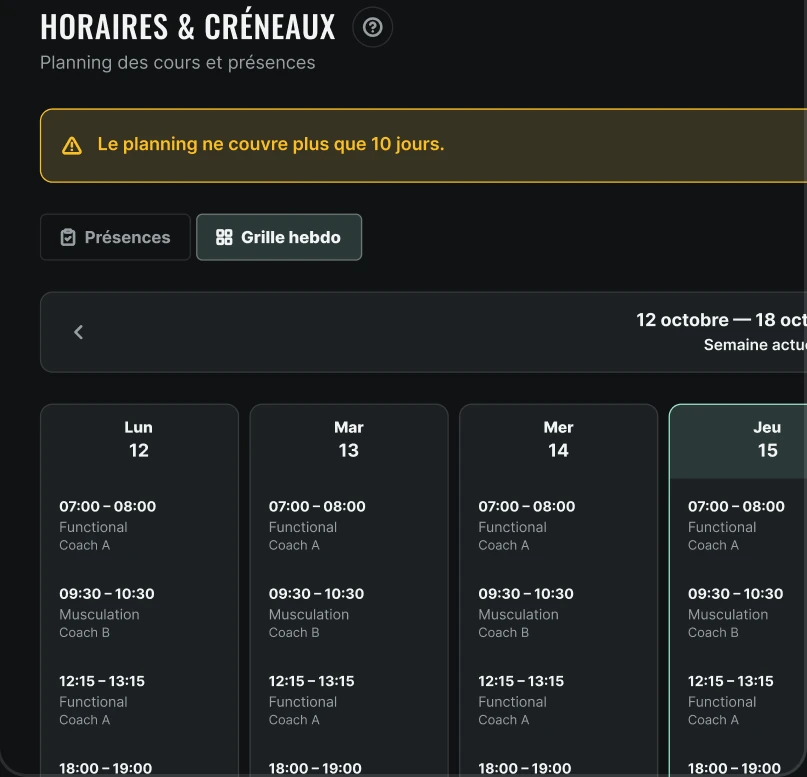 HORAIRES & CRÉNEAUX
Planning des cours et présences
Le planning ne couvre plus que 10 jours.
Présences
Grille hebdo
12 octobre — 18 oct
Semaine actu
Lun
12
07:00 – 08:00
Functional
Coach A
09:30 – 10:30
Musculation
Coach B
12:15 – 13:15
Functional
Coach A
18:00 – 19:00
Mar
13
07:00 – 08:00
Functional
Coach A
09:30 – 10:30
Musculation
Coach B
12:15 – 13:15
Functional
Coach A
18:00 – 19:00
Mer
14
07:00 – 08:00
Functional
Coach A
09:30 – 10:30
Musculation
Coach B
12:15 – 13:15
Functional
Coach A
18:00 – 19:00
Jeu
15
07:00 – 08:00
Functional
Coach A
09:30 – 10:30
Musculation
Coach B
12:15 – 13:15
Functional
Coach A
18:00 – 19:00